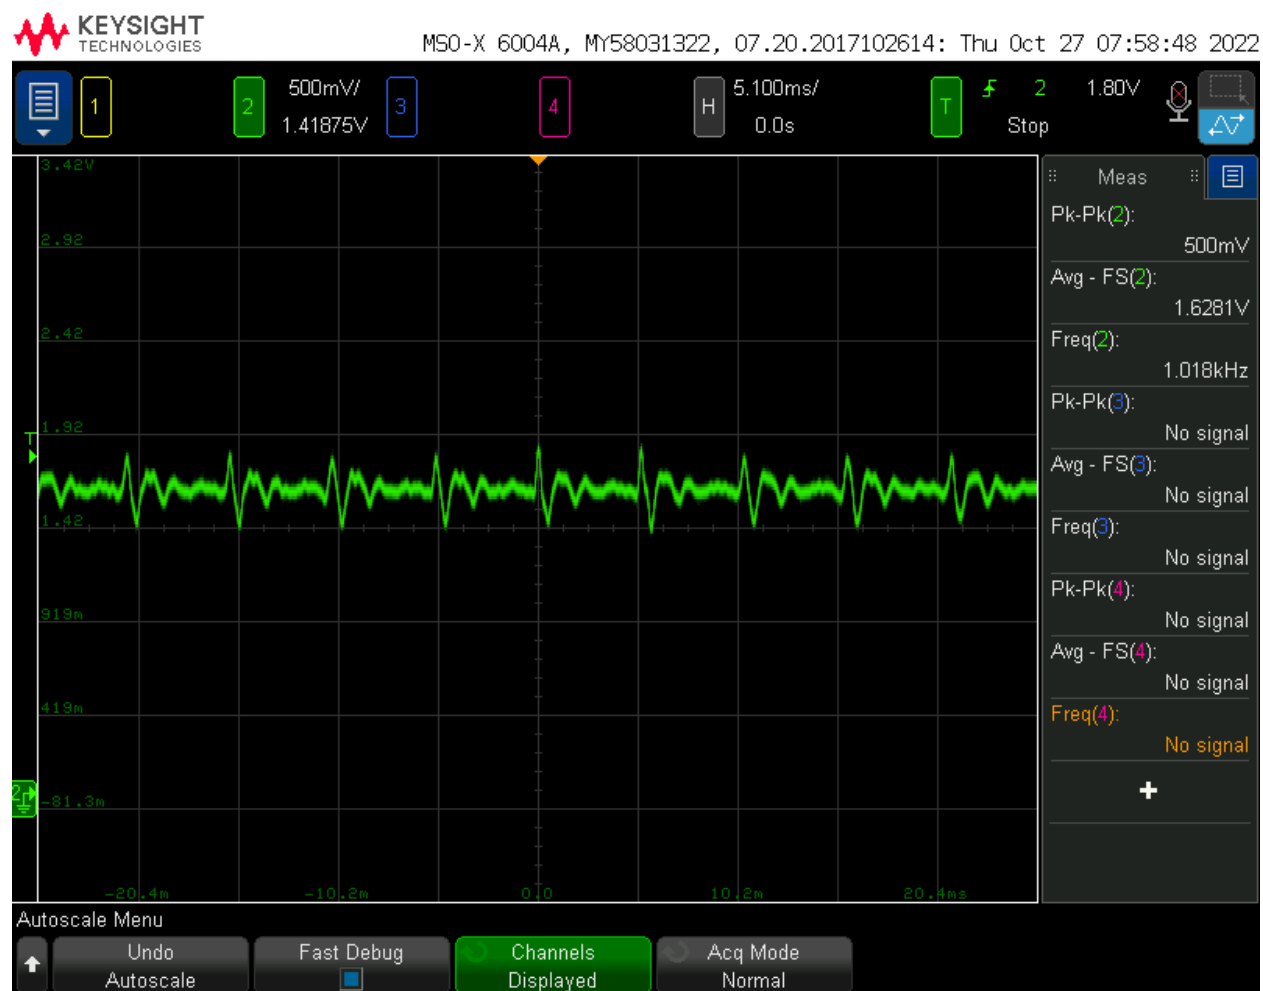 KEYSIGHT
TECHNOLOGIES
MSO-X 6004A, MY58031322, 07.20.2017102614: Thu Oct 27 07:58:48 2022
1
2
500mV/
1.41875V
3
4
H
5.100ms/
0.0s
T
2
1.80V
Stop
3.42V
2.92
2.42
T
1.92
1.42
919m
419m
2
-81.3m
-20.4m
-10.2m
0.0
10.2m
20.4ms
Meas
Pk-Pk(2):
500mV
Avg - FS(2):
1.6281V
Freq(2):
1.018kHz
Pk-Pk(3):
No signal
Avg - FS(3):
No signal
Freq(3):
No signal
Pk-Pk(4):
No signal
Avg - FS(4):
No signal
Freq(4):
No signal
+
Autoscale Menu
Undo
Autoscale
Fast Debug
Channels
Displayed
Acq Mode
Normal